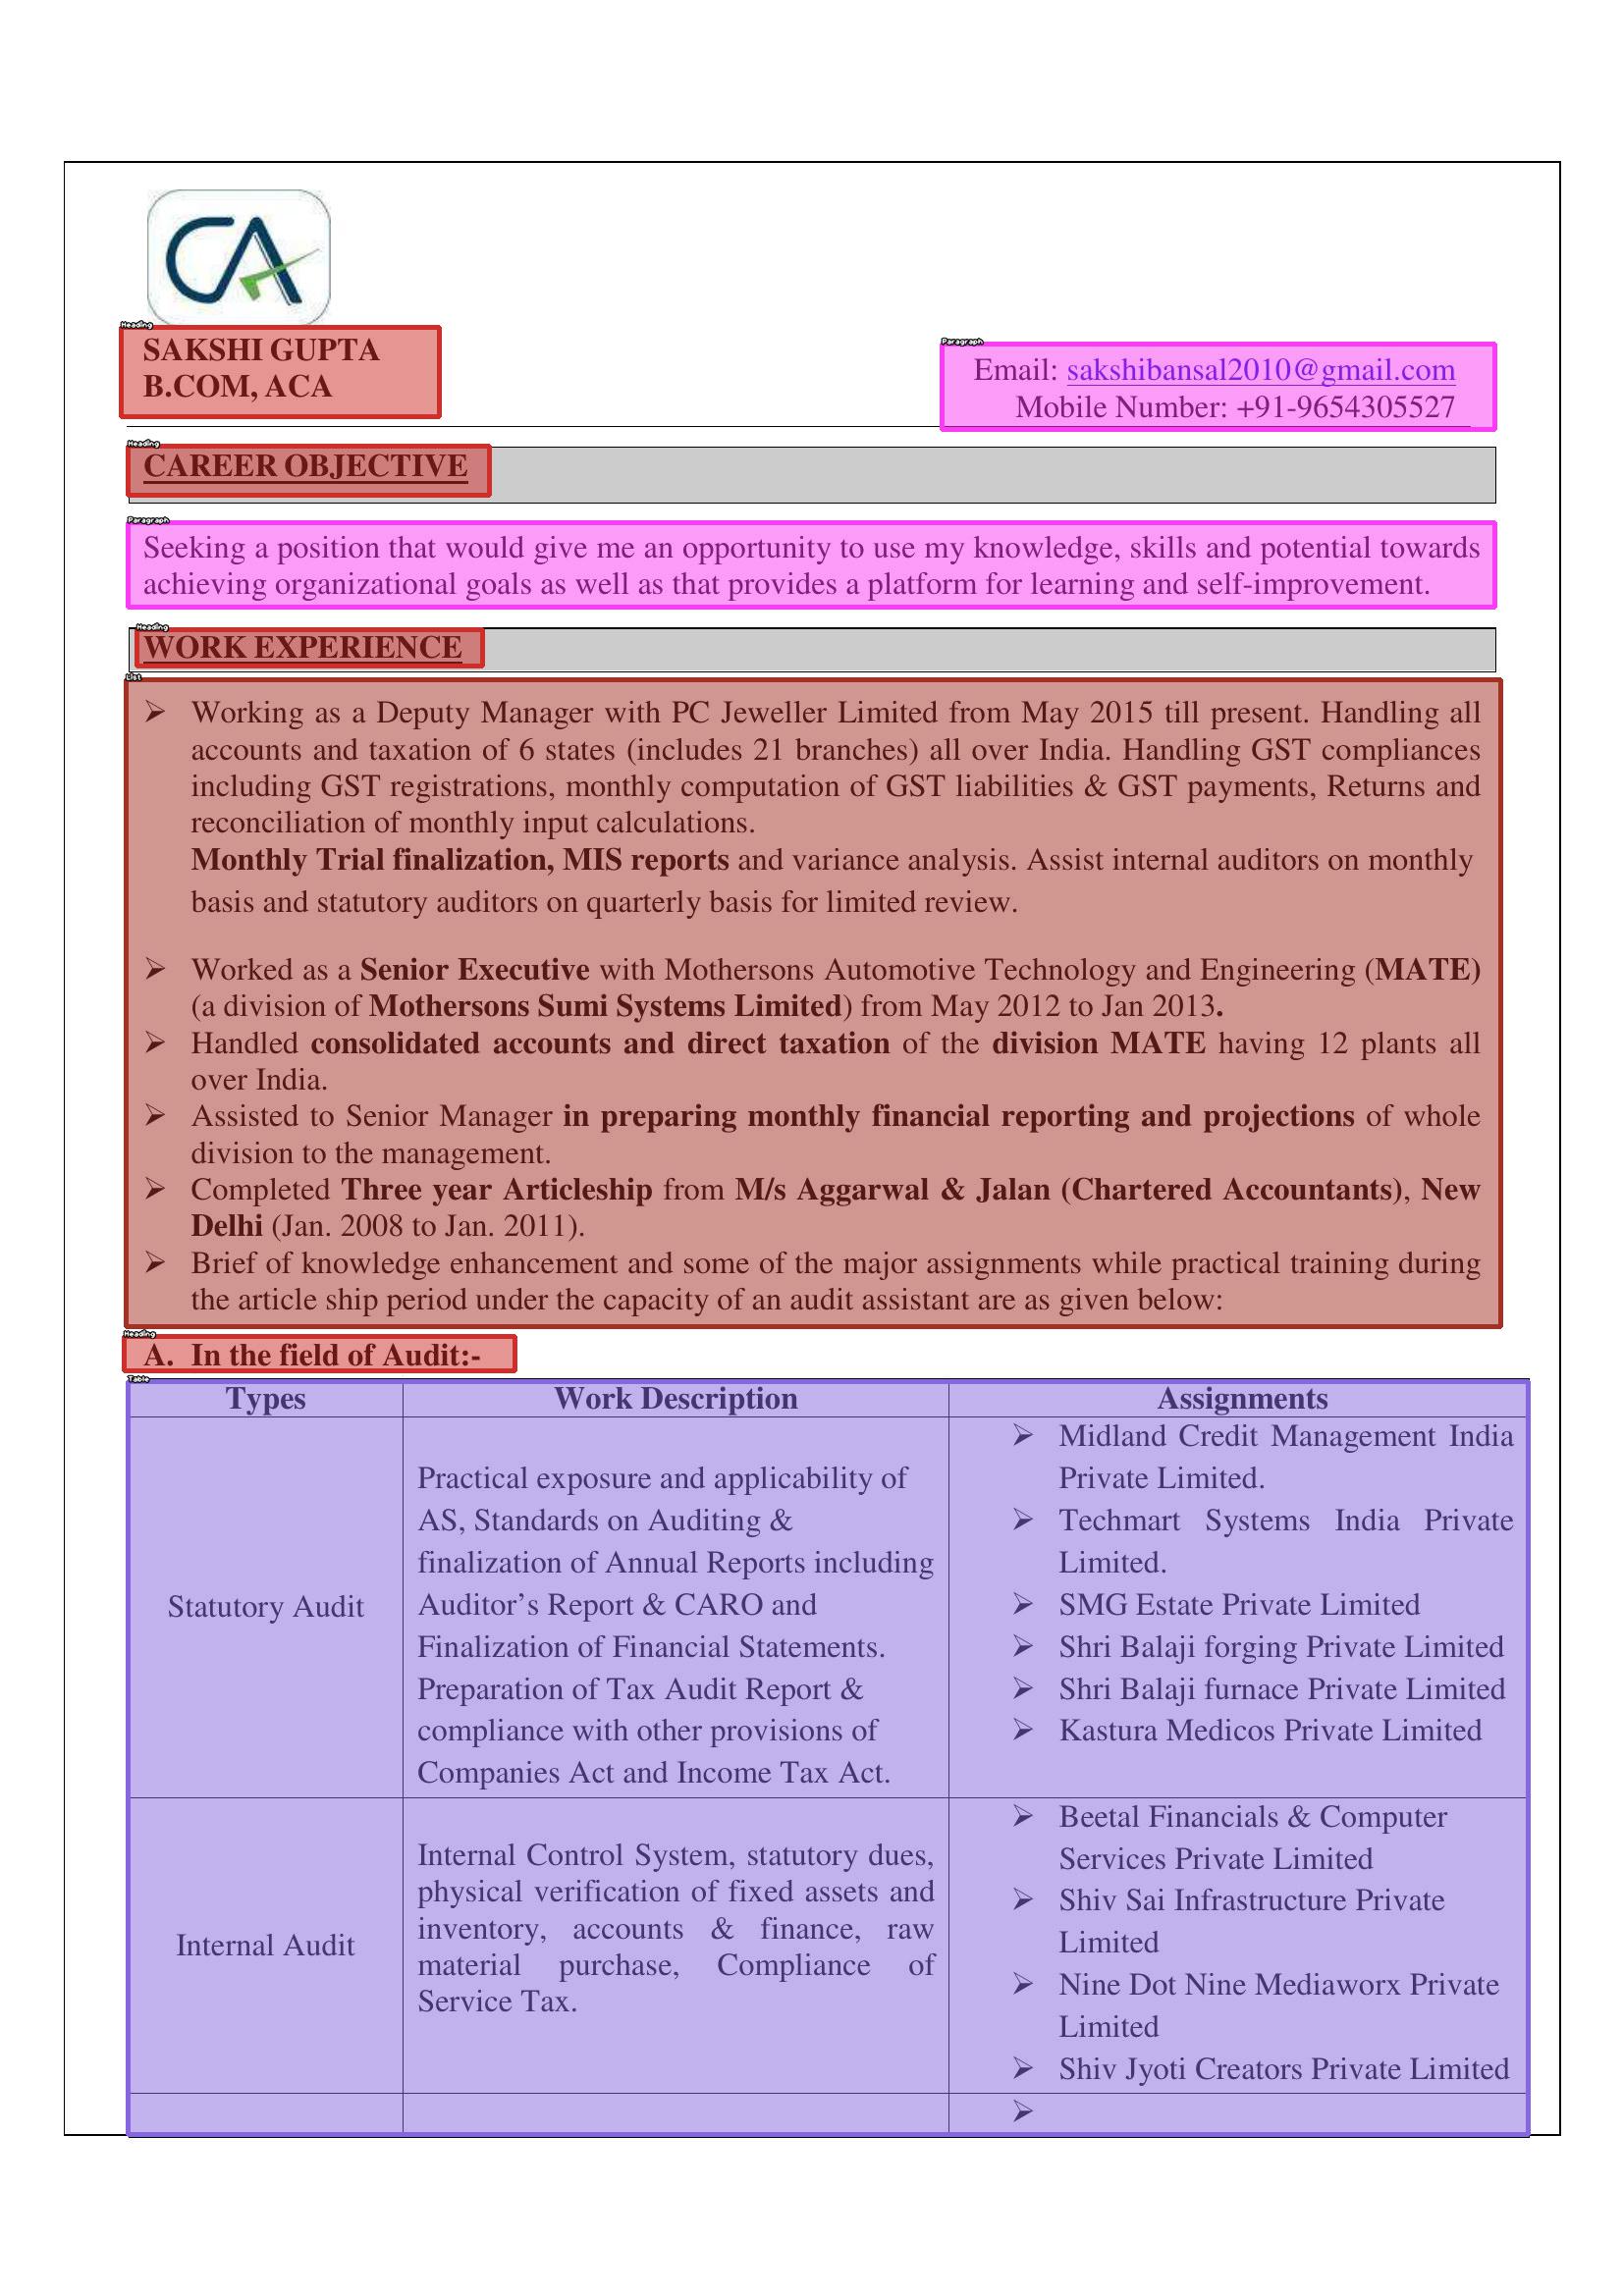 CA
Heading
SAKSHI GUPTA
B.COM, ACA
Paragraph
Email: sakshibansal2010@gmail.com
Mobile Number: +91-9654305527
Heading
CAREER OBJECTIVE
Paragraph
Seeking a position that would give me an opportunity to use my knowledge, skills and potential towards
achieving organizational goals as well as that provides a platform for learning and self-improvement.
Heading
WORK EXPERIENCE
List
➢ Working as a Deputy Manager with PC Jeweller Limited from May 2015 till present. Handling all
accounts and taxation of 6 states (includes 21 branches) all over India. Handling GST compliances
including GST registrations, monthly computation of GST liabilities & GST payments, Returns and
reconciliation of monthly input calculations.
Monthly Trial finalization, MIS reports and variance analysis. Assist internal auditors on monthly
basis and statutory auditors on quarterly basis for limited review.
➢ Worked as a Senior Executive with Mothersons Automotive Technology and Engineering (MATE)
(a division of Mothersons Sumi Systems Limited) from May 2012 to Jan 2013.
➢ Handled consolidated accounts and direct taxation of the division MATE having 12 plants all
over India.
➢ Assisted to Senior Manager in preparing monthly financial reporting and projections of whole
division to the management.
➢ Completed Three year Articleship from M/s Aggarwal & Jalan (Chartered Accountants), New
Delhi (Jan. 2008 to Jan. 2011).
➢ Brief of knowledge enhancement and some of the major assignments while practical training during
the article ship period under the capacity of an audit assistant are as given below:
Heading
A. In the field of Audit:-
Table
Types Work Description Assignments
Statutory Audit
Practical exposure and applicability of
AS, Standards on Auditing &
finalization of Annual Reports including
Auditor's Report & CARO and
Finalization of Financial Statements.
Preparation of Tax Audit Report &
compliance with other provisions of
Companies Act and Income Tax Act.
➢ Midland Credit Management India
Private Limited.
➢ Techmart Systems India Private
Limited.
➢ SMG Estate Private Limited
➢ Shri Balaji forging Private Limited
➢ Shri Balaji furnace Private Limited
➢ Kastura Medicos Private Limited
Internal Audit
Internal Control System, statutory dues,
physical verification of fixed assets and
inventory, accounts & finance, raw
material purchase, Compliance of
Service Tax.
➢ Beetal Financials & Computer
Services Private Limited
➢ Shiv Sai Infrastructure Private
Limited
➢ Nine Dot Nine Mediaworx Private
Limited
➢ Shiv Jyoti Creators Private Limited
➢